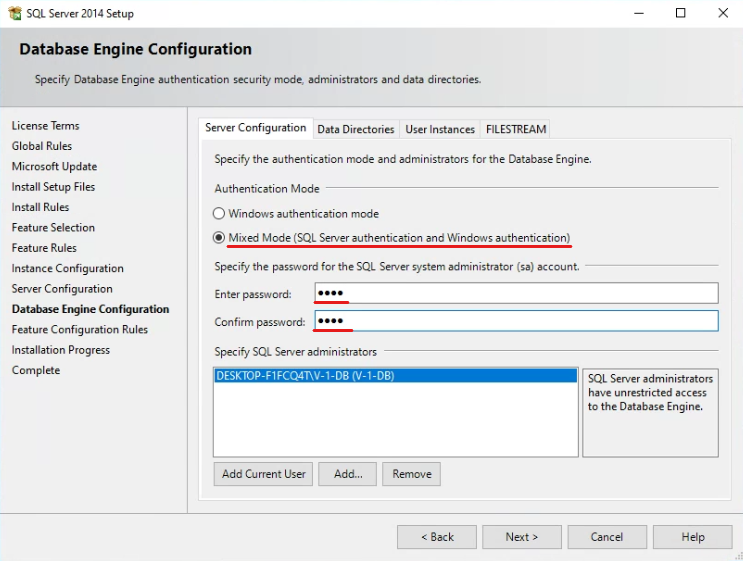 SQL Server 2014 Setup
Database Engine Configuration
Specify Database Engine authentication security mode, administrators and data directories.
License Terms
Global Rules
Microsoft Update
Install Setup Files
Install Rules
Feature Selection
Feature Rules
Instance Configuration
Server Configuration
Database Engine Configuration
Feature Configuration Rules
Installation Progress
Complete
Server Configuration Data Directories User Instances FILESTREAM
Specify the authentication mode and administrators for the Database Engine.
Authentication Mode
Windows authentication mode
Mixed Mode (SQL Server authentication and Windows authentication)
Specify the password for the SQL Server system administrator (sa) account.
Enter password: ●●●●
Confirm password: ●●●●
Specify SQL Server administrators
DESKTOP-F1FCQ4T\V-1-DB (V-1-DB)
SQL Server administrators
have unrestricted access
to the Database Engine.
Add Current User Add... Remove
< Back Next > Cancel Help